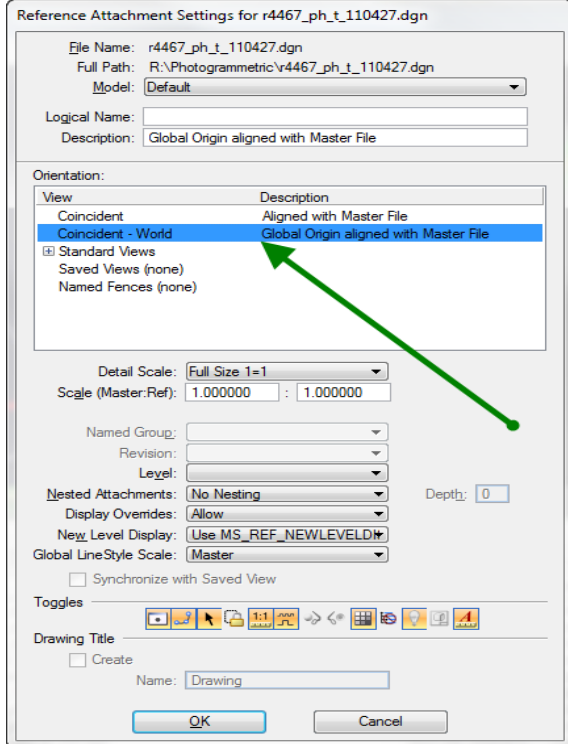 Reference Attachment Settings for r4467_ph_t_110427.dgn
File Name: r4467_ph_t_110427.dgn
Full Path: R:\Photogrammetric\r4467_ph_t_110427.dgn
Model: Default
Logical Name:
Description: Global Origin aligned with Master File
Orientation:
View Description
Coincident Aligned with Master File
Coincident - World Global Origin aligned with Master File
Standard Views
Saved Views (none)
Named Fences (none)
Detail Scale: Full Size 1=1
Scale (Master:Ref): 1.000000 : 1.000000
Named Group:
Revision:
Level:
Nested Attachments: No Nesting Depth: 0
Display Overrides: Allow
New Level Display: Use MS_REF_NEWLEVELDI
Global LineStyle Scale: Master
Synchronize with Saved View
Toggles
1:1 A
Drawing Title
Create
Name: Drawing
OK Cancel